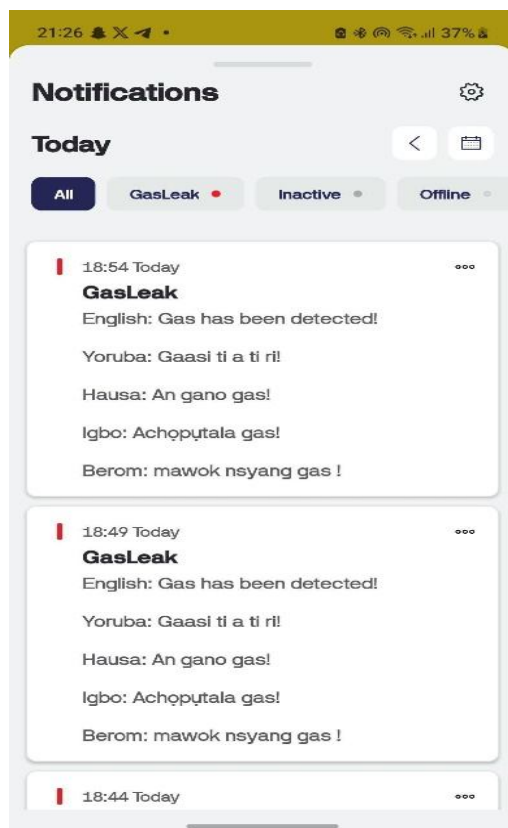 21:26
37%
Notifications
Today
All GasLeak Inactive Offline
18:54 Today
GasLeak
English: Gas has been detected!
Yoruba: Gaasi ti a ti ri!
Hausa: An gano gas!
Igbo: Achọpụtala gas!
Berom: mawok nsyang gas !
18:49 Today
GasLeak
English: Gas has been detected!
Yoruba: Gaasi ti a ti ri!
Hausa: An gano gas!
Igbo: Achọpụtala gas!
Berom: mawok nsyang gas !
18:44 Today